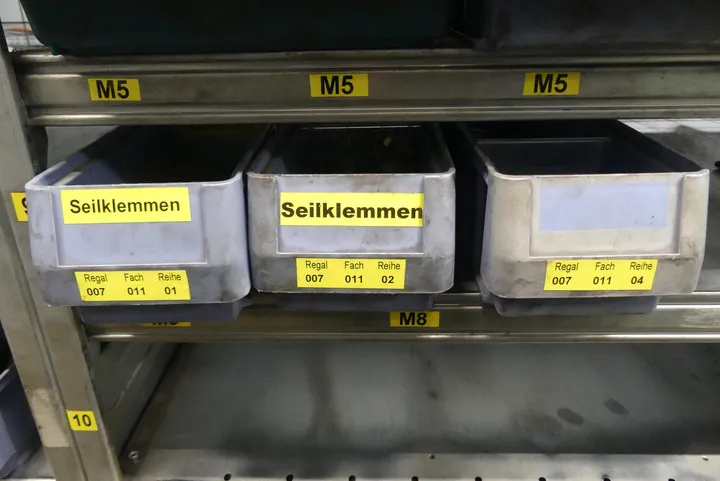 M5
M5
M5
Seilklemmen
Seilklemmen
Regal Fach Reihe
007 011 01
Regal Fach Reihe
007 011 02
Regal Fach Reihe
007 011 04
M8
10